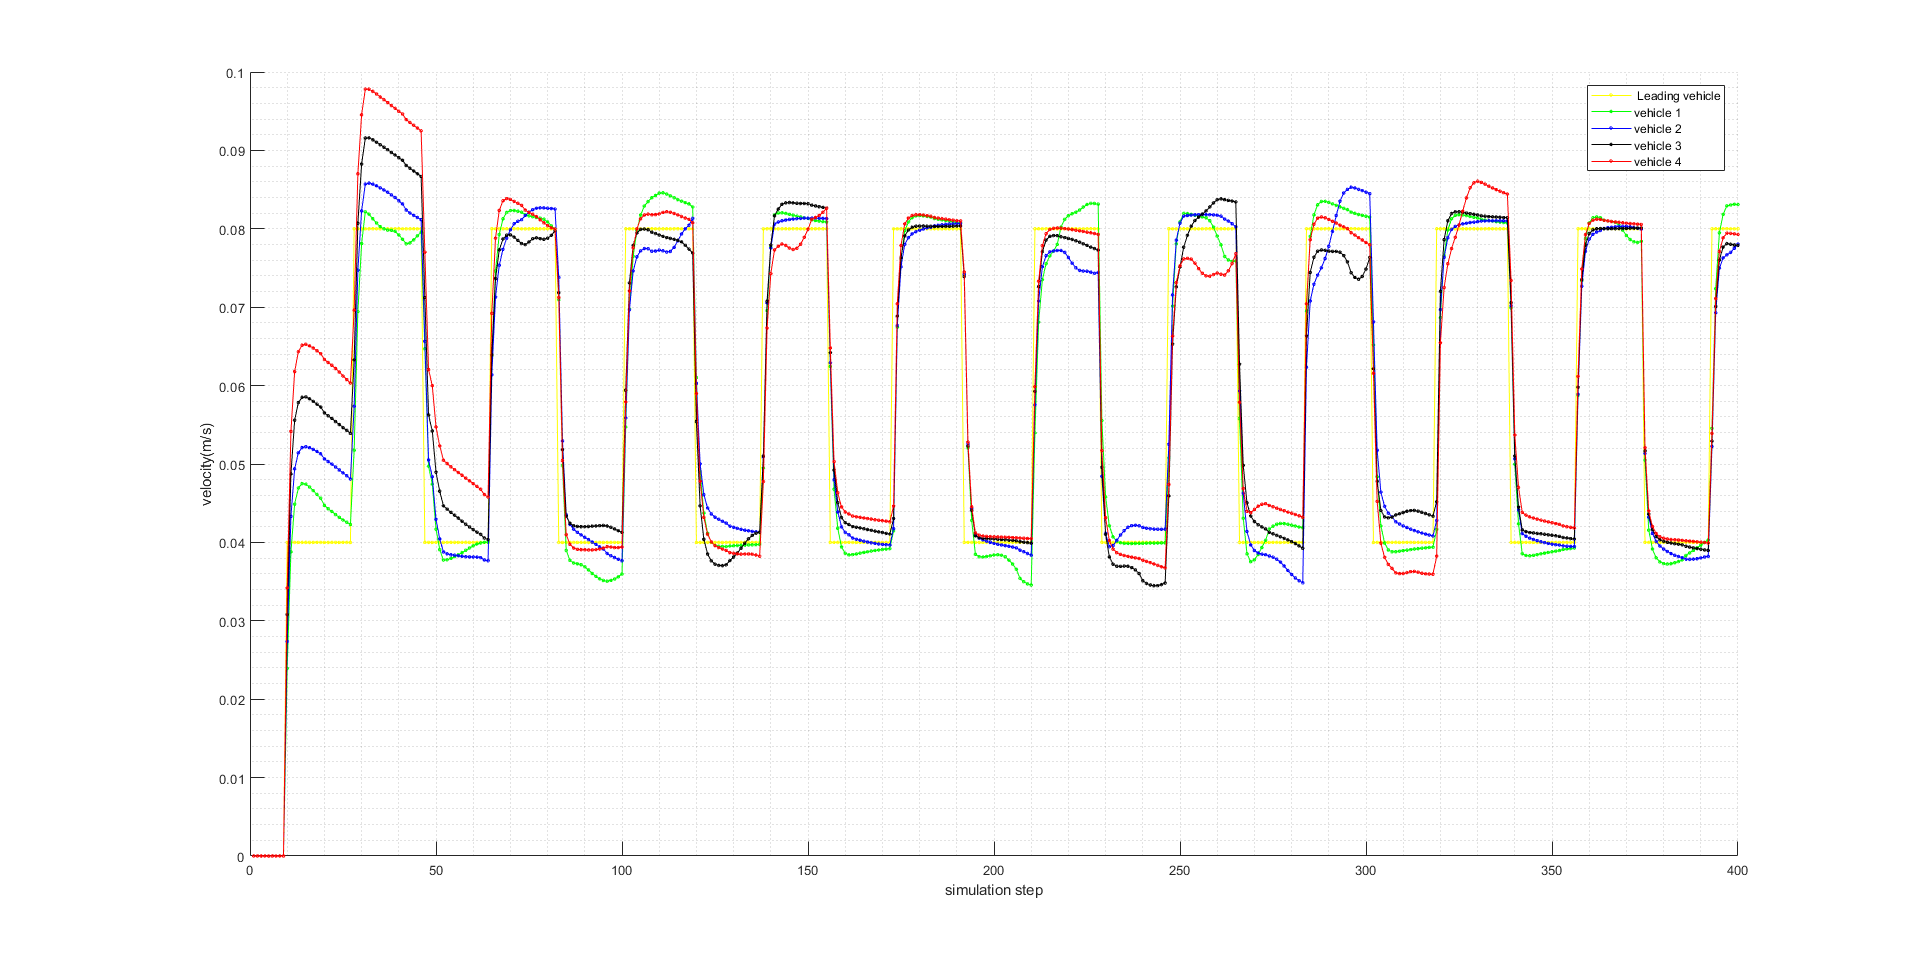 0.1
0.09
0.08
0.07
0.06
0.05
0.04
0.03
0.02
0.01
0
velocity(m/s)
0 50 100 150 200 250 300 350 400
simulation step
Leading vehicle
vehicle 1
vehicle 2
vehicle 3
vehicle 4